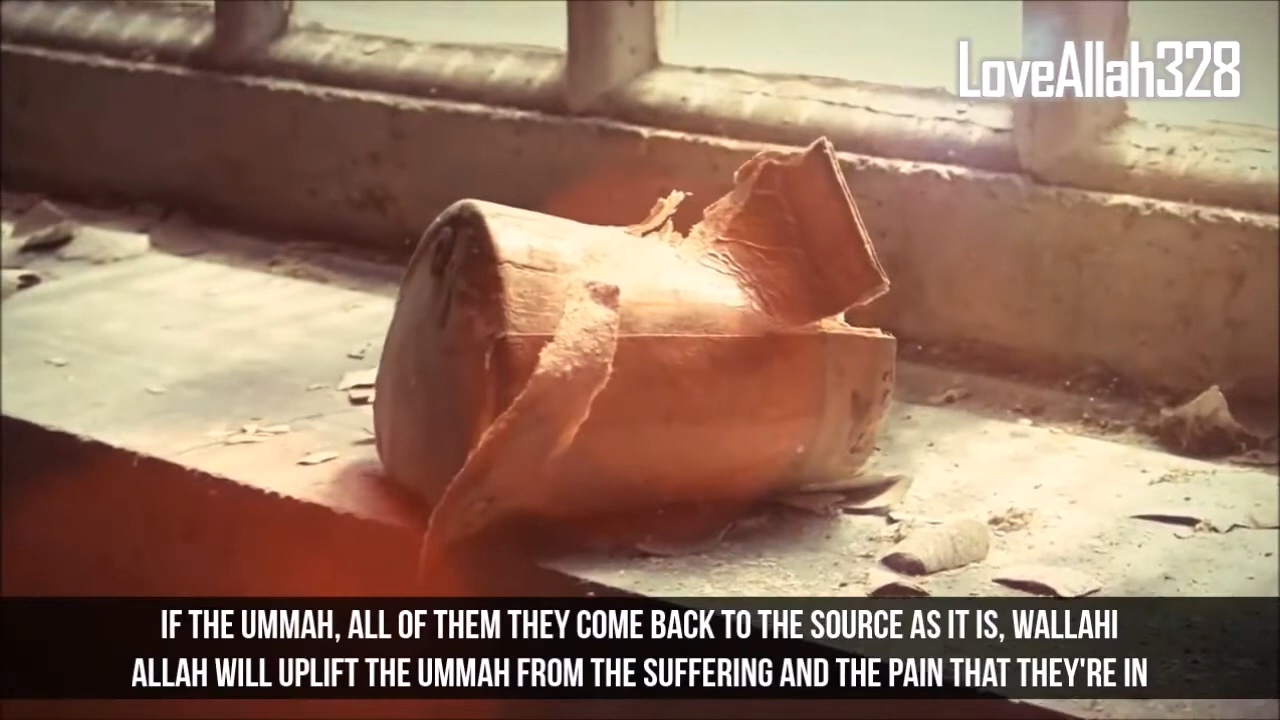 LoveAllah328
IF THE UMMAH, ALL OF THEM THEY COME BACK TO THE SOURCE AS IT IS, WALLAHI
ALLAH WILL UPLIFT THE UMMAH FROM THE SUFFERING AND THE PAIN THAT THEY'RE IN